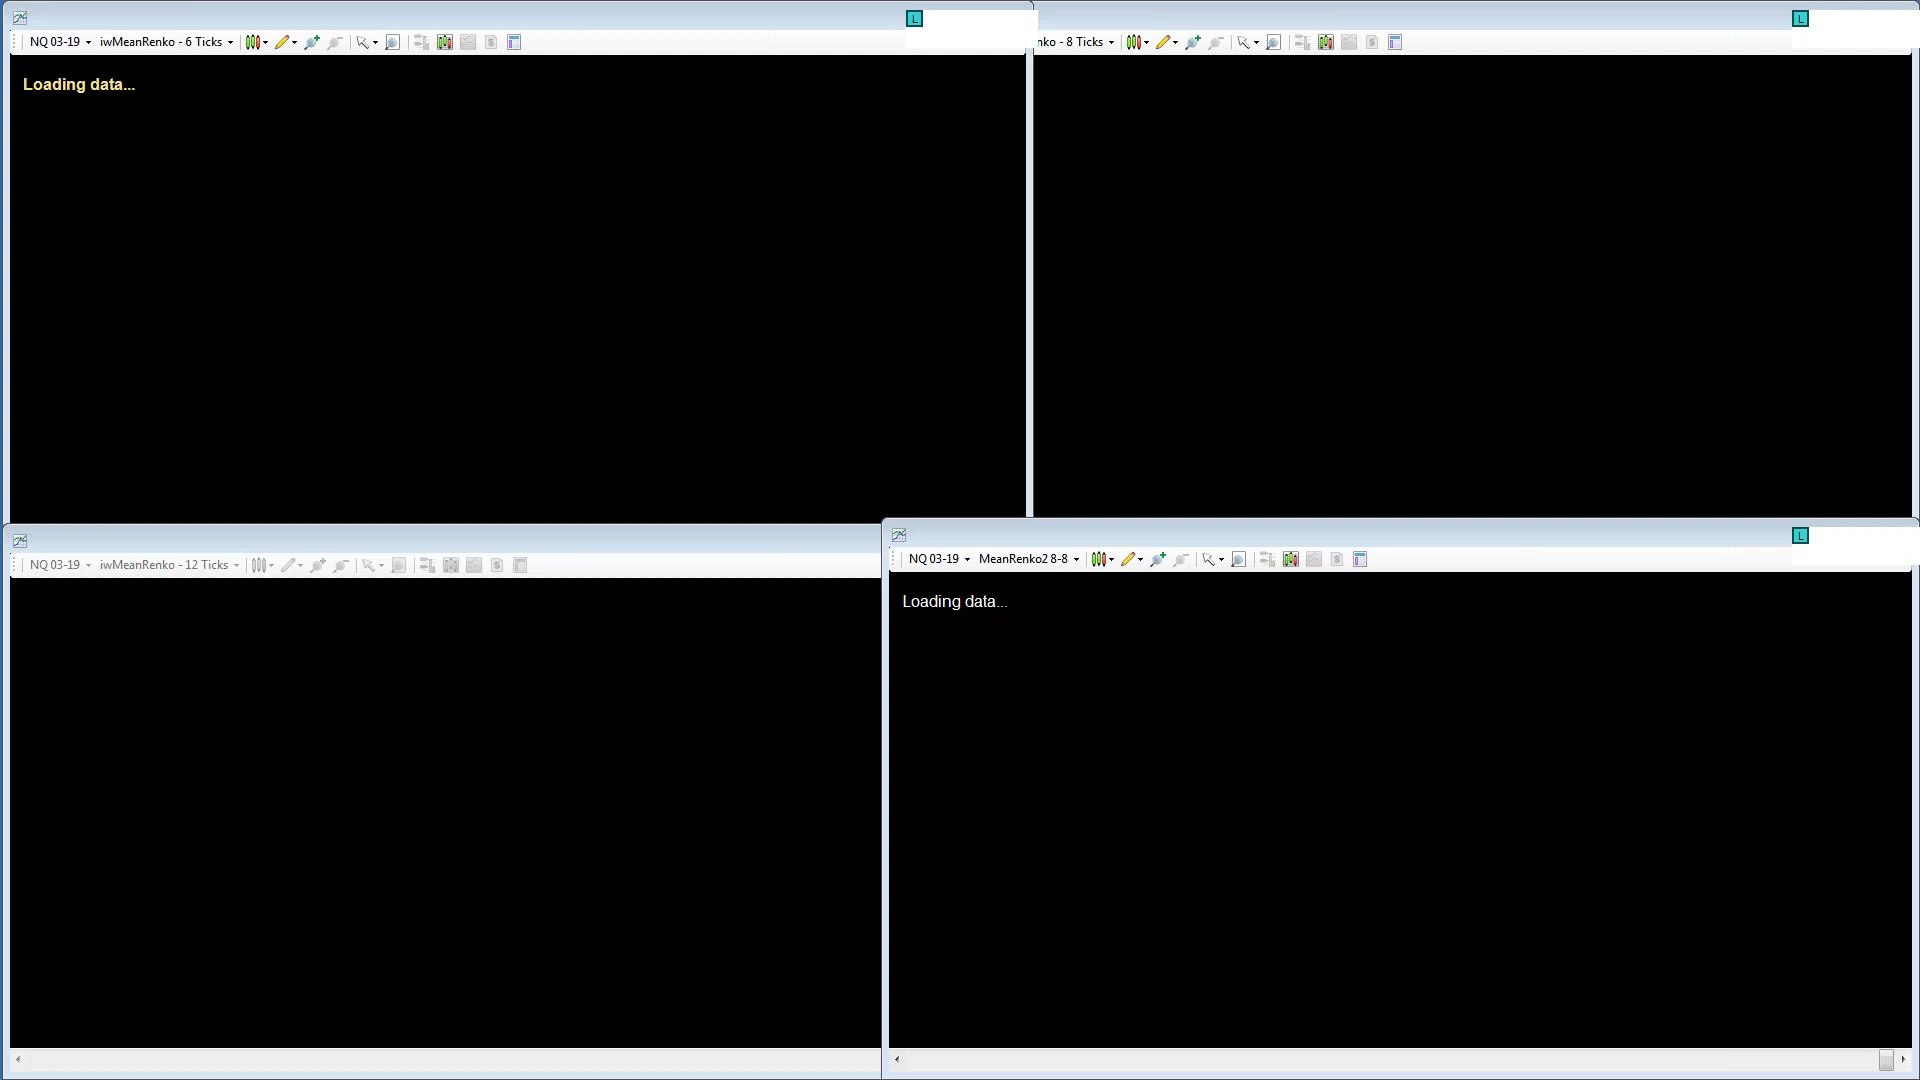 L
L
NQ 03-19 iwMeanRenko - 6 Ticks
nko - 8 Ticks
Loading data...
L
NQ 03-19 iwMeanRenko - 12 Ticks
NQ 03-19 MeanRenko2 8-8
Loading data...